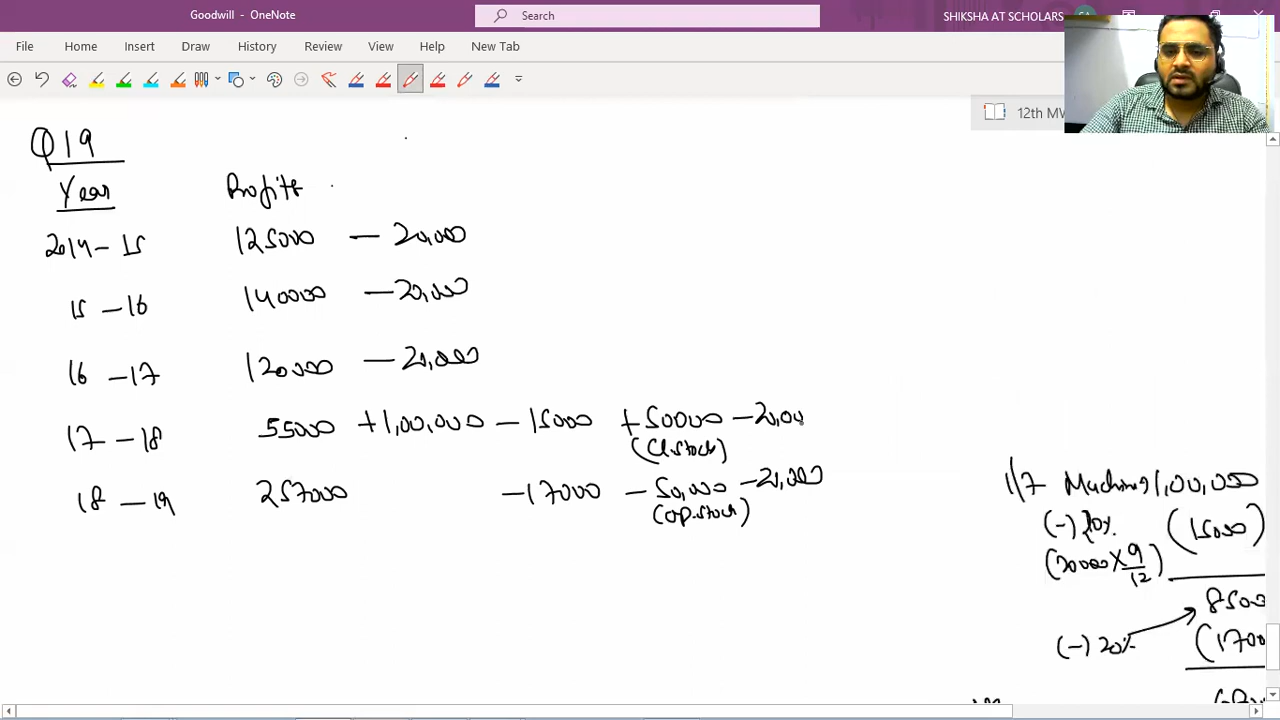 Goodwill - OneNote
Search
SHIKSHA AT SCHOLARS
File Home Insert Draw History Review View Help New Tab
12th
Q19
Year Profits
2014-15 125000 — 20,000
15-16 140000 — 20,000
16-17 120000 — 20,000
17-18 55000 +1,00,000 — 15000 +50000 — 20,00
(Cl.stock)
18-19 257000 — 17000 — 50,000 — 20,000
(op.stock)
1/7 Machine 1,00,000
(-) 20%. (15000)
(20000 X 9/12)
8500
(-) 20% (1700